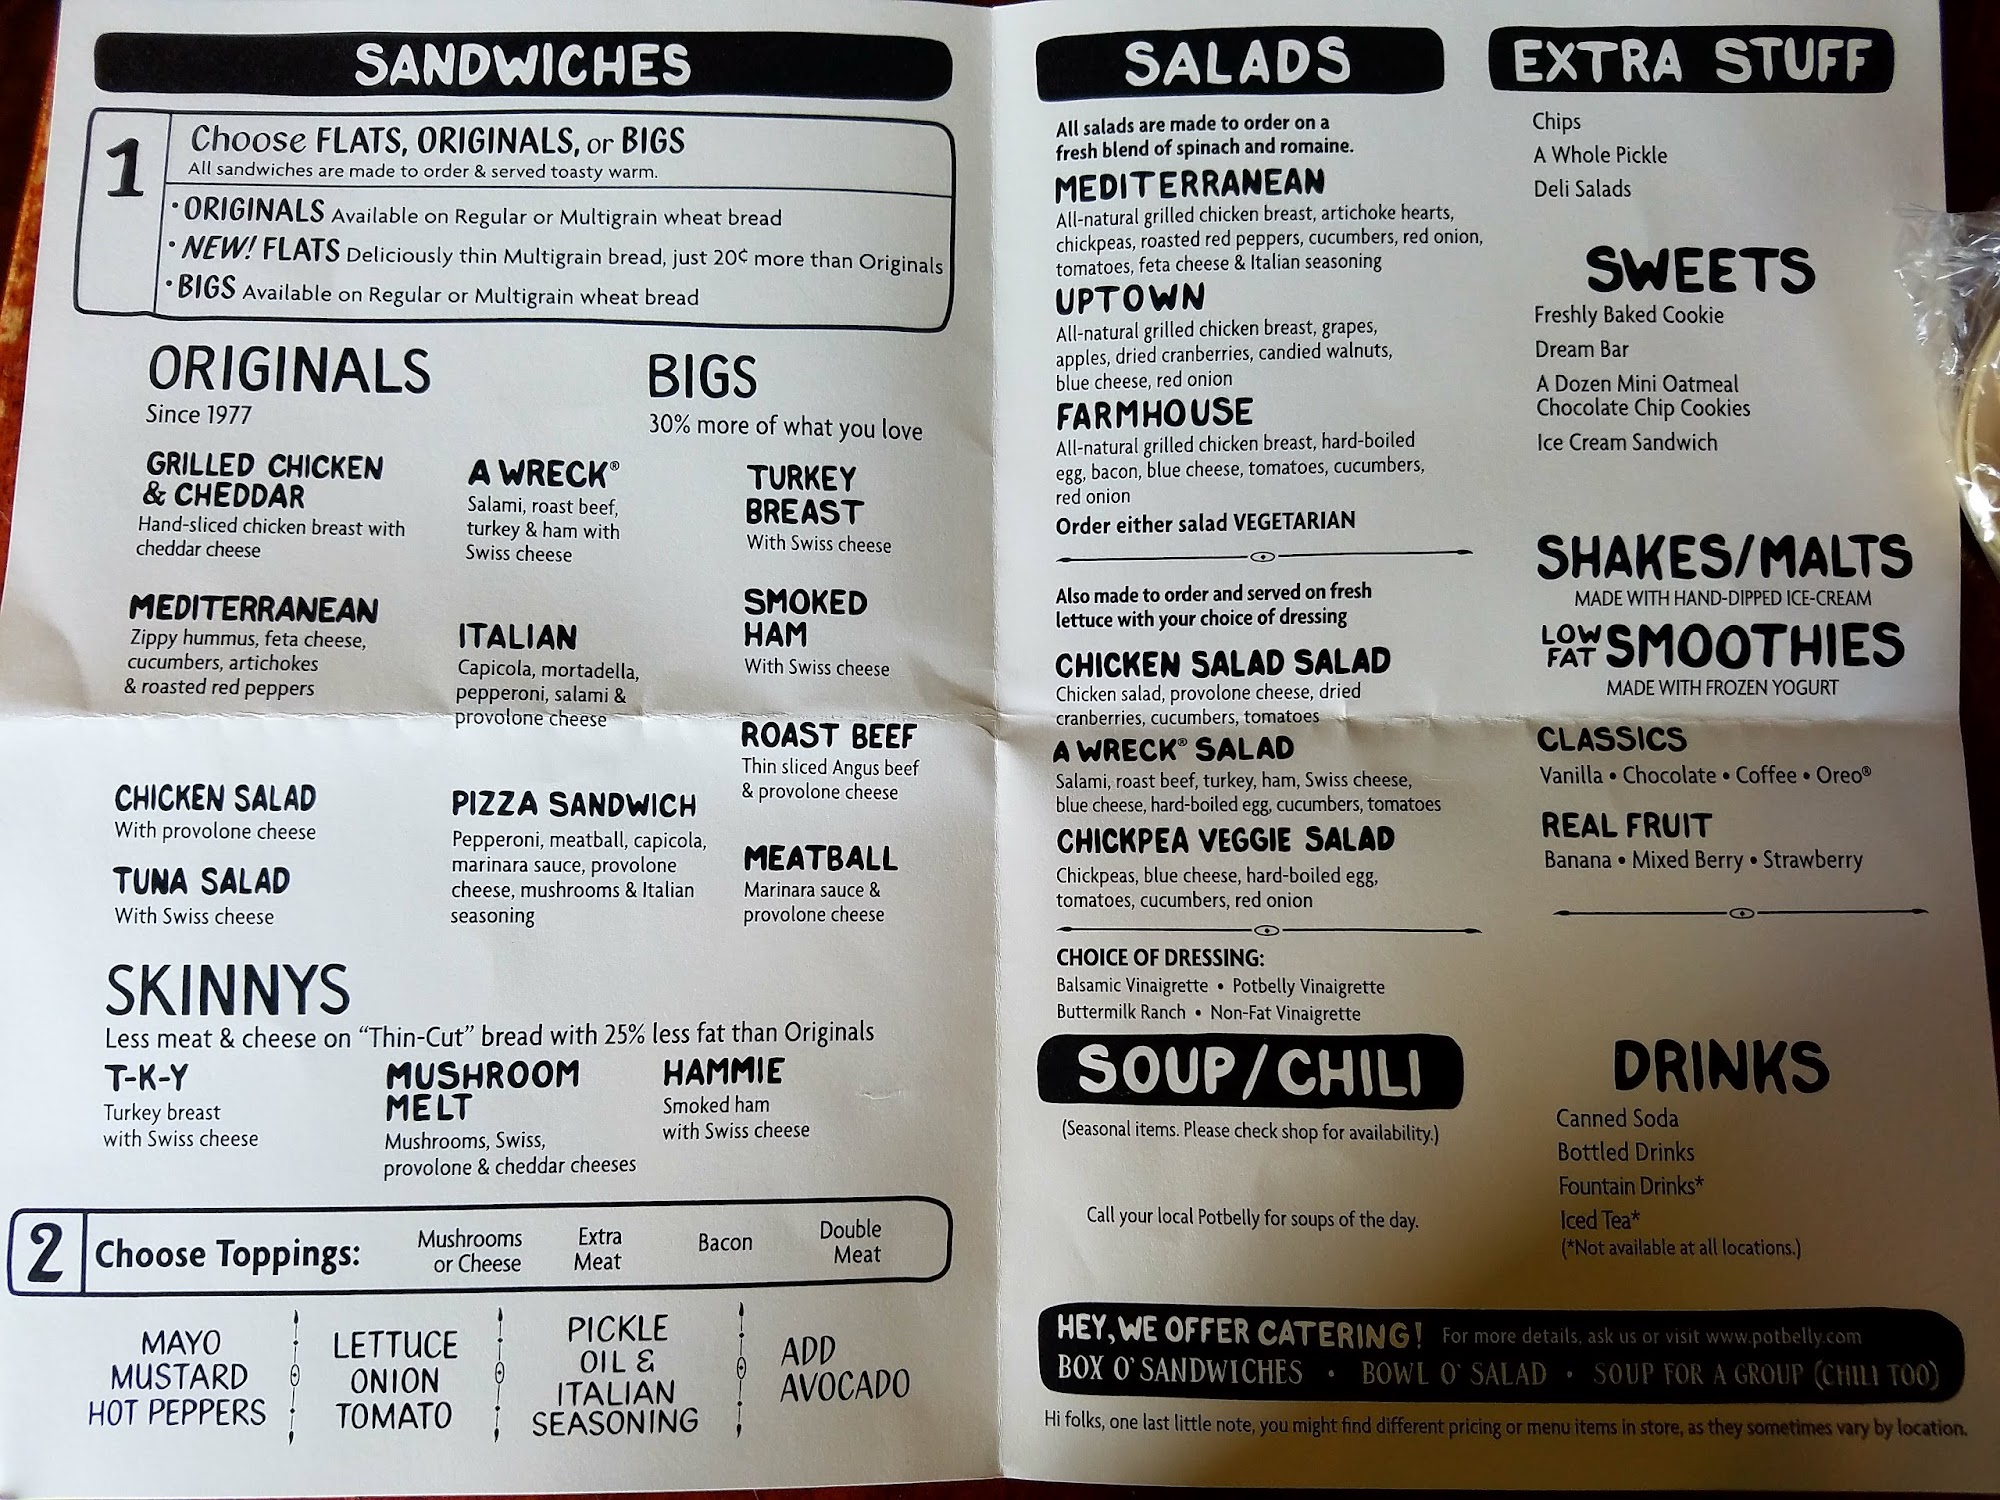 SANDWICHES
1
Choose FLATS, ORIGINALS, or BIGS
All sandwiches are made to order & served toasty warm.
• ORIGINALS Available on Regular or Multigrain wheat bread
• NEW! FLATS Deliciously thin Multigrain bread, just 20¢ more than Originals
• BIGS Available on Regular or Multigrain wheat bread
ORIGINALS
Since 1977
GRILLED CHICKEN
& CHEDDAR
Hand-sliced chicken breast with
cheddar cheese
MEDITERRANEAN
Zippy hummus, feta cheese,
cucumbers, artichokes
& roasted red peppers
CHICKEN SALAD
With provolone cheese
TUNA SALAD
With Swiss cheese
A WRECK®
Salami, roast beef,
turkey & ham with
Swiss cheese
ITALIAN
Capicola, mortadella,
pepperoni, salami &
provolone cheese
PIZZA SANDWICH
Pepperoni, meatball, capicola,
marinara sauce, provolone
cheese, mushrooms & Italian
seasoning
BIGS
30% more of what you love
TURKEY
BREAST
With Swiss cheese
SMOKED
HAM
With Swiss cheese
ROAST BEEF
Thin sliced Angus beef
& provolone cheese
MEATBALL
Marinara sauce &
provolone cheese
SKINNYS
Less meat & cheese on "Thin-Cut" bread with 25% less fat than Originals
T-K-Y
Turkey breast
with Swiss cheese
MUSHROOM
MELT
Mushrooms, Swiss,
provolone & cheddar cheeses
HAMMIE
Smoked ham
with Swiss cheese
2
Choose Toppings:
Mushrooms
or Cheese
Extra
Meat
Bacon
Double
Meat
MAYO
MUSTARD
HOT PEPPERS
LETTUCE
ONION
TOMATO
PICKLE
OIL &
ITALIAN
SEASONING
ADD
AVOCADO
SALADS
All salads are made to order on a
fresh blend of spinach and romaine.
MEDITERRANEAN
All-natural grilled chicken breast, artichoke hearts,
chickpeas, roasted red peppers, cucumbers, red onion,
tomatoes, feta cheese & Italian seasoning
UPTOWN
All-natural grilled chicken breast, grapes,
apples, dried cranberries, candied walnuts,
blue cheese, red onion
FARMHOUSE
All-natural grilled chicken breast, hard-boiled
egg, bacon, blue cheese, tomatoes, cucumbers,
red onion
Order either salad VEGETARIAN
Also made to order and served on fresh
lettuce with your choice of dressing
CHICKEN SALAD SALAD
Chicken salad, provolone cheese, dried
cranberries, cucumbers, tomatoes
A WRECK® SALAD
Salami, roast beef, turkey, ham, Swiss cheese,
blue cheese, hard-boiled egg, cucumbers, tomatoes
CHICKPEA VEGGIE SALAD
Chickpeas, blue cheese, hard-boiled egg,
tomatoes, cucumbers, red onion
CHOICE OF DRESSING:
Balsamic Vinaigrette • Potbelly Vinaigrette
Buttermilk Ranch • Non-Fat Vinaigrette
SOUP/CHILI
(Seasonal items. Please check shop for availability.)
Call your local Potbelly for soups of the day.
EXTRA STUFF
Chips
A Whole Pickle
Deli Salads
SWEETS
Freshly Baked Cookie
Dream Bar
A Dozen Mini Oatmeal
Chocolate Chip Cookies
Ice Cream Sandwich
SHAKES/MALTS
MADE WITH HAND-DIPPED ICE-CREAM
LOW FAT SMOOTHIES
MADE WITH FROZEN YOGURT
CLASSICS
Vanilla • Chocolate • Coffee • Oreo®
REAL FRUIT
Banana • Mixed Berry • Strawberry
DRINKS
Canned Soda
Bottled Drinks
Fountain Drinks*
Iced Tea*
(*Not available at all locations.)
HEY, WE OFFER CATERING! For more details, ask us or visit www.potbelly.com
BOX O' SANDWICHES • BOWL O' SALAD • SOUP FOR A GROUP (CHILI TOO)
Hi folks, one last little note, you might find different pricing or menu items in store, as they sometimes vary by location.